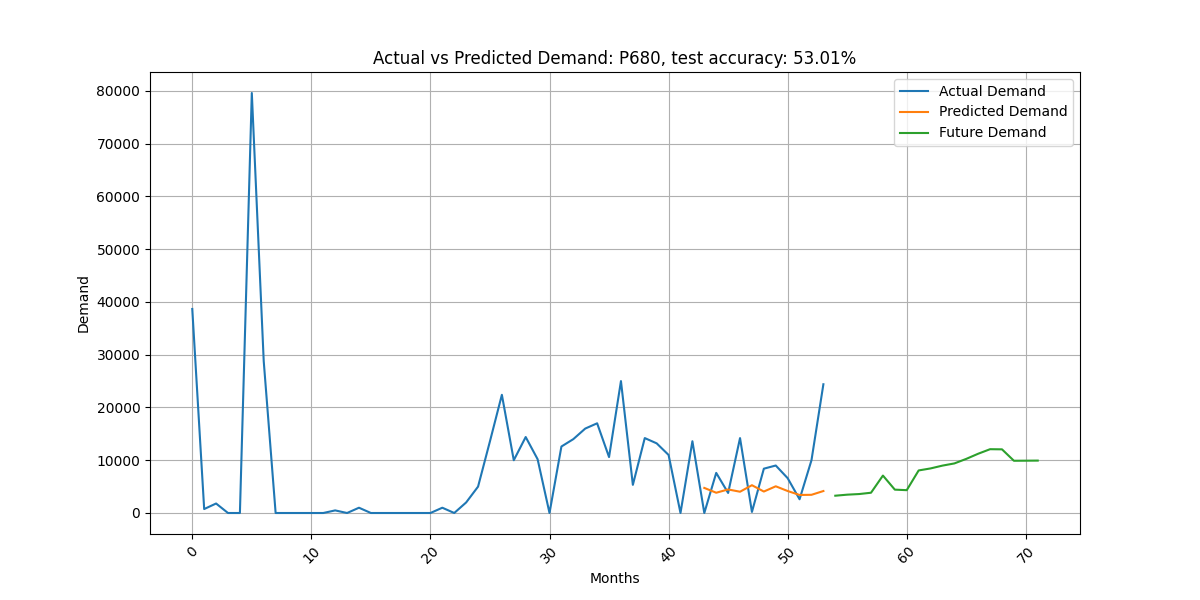 Actual vs Predicted Demand: P680, test accuracy: 53.01%
Actual Demand
Predicted Demand
Future Demand
80000
70000
60000
50000
40000
30000
20000
10000
0
Demand
0 10 20 30 40 50 60 70
Months